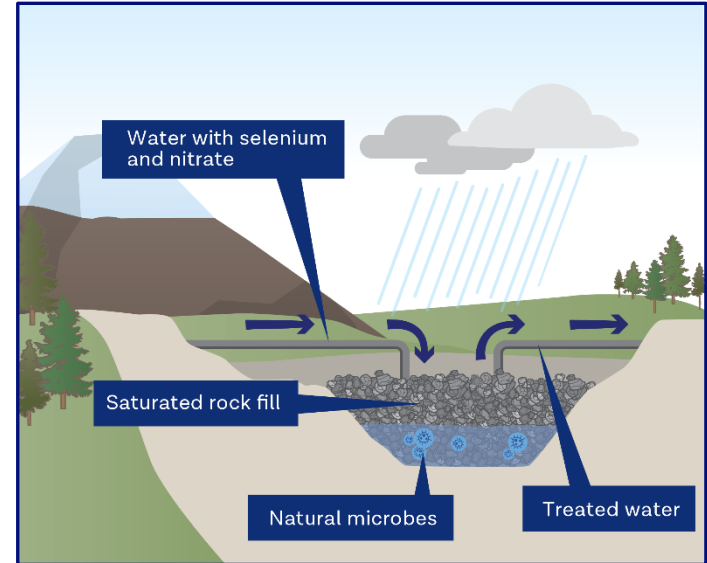 Water with selenium
and nitrate
Saturated rock fill
Natural microbes
Treated water